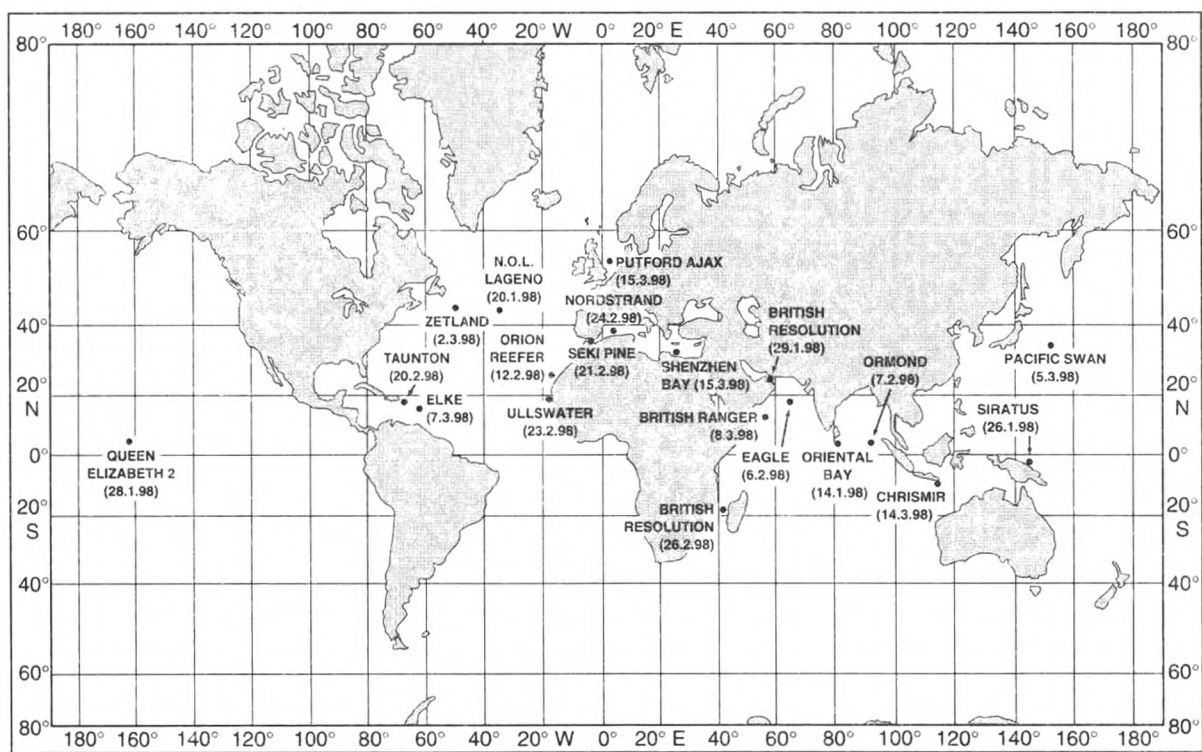 180° 160° 140° 120° 100° 80° 60° 40° 20° W 0° E 20° 40° 60° 80° 100° 120° 140° 160° 180°
80° 80°
60° 60°
N.O.L.
LAGENO
(20.1.98)
PUTFORD AJAX
(15.3.98)
NORDSTRAND
(24.2.98)
ZETLAND
(2.3.98)
40° 40°
ORION
REEFER
(12.2.98)
SEKI PINE
(21.2.98)
SHENZHEN
BAY (15.3.98)
BRITISH
RESOLUTION
(29.1.98)
ORMOND
(7.2.98)
PACIFIC SWAN
(5.3.98)
TAUNTON
(20.2.98)
ELKE
(7.3.98)
20° 20°
N N
ULLSWATER
(23.2.98)
BRITISH RANGER
(8.3.98)
SIRATUS
(26.1.98)
QUEEN
ELIZABETH 2
(28.1.98)
0° 0°
EAGLE
(6.2.98)
ORIENTAL
BAY
(14.1.98)
CHRISMIR
(14.3.98)
20° 20°
S S
BRITISH
RESOLUTION
(26.2.98)
40° 40°
60° 60°
80° 80°
180° 160° 140° 120° 100° 80° 60° 40° 20° W 0° E 20° 40° 60° 80° 100° 120° 140° 160° 180°